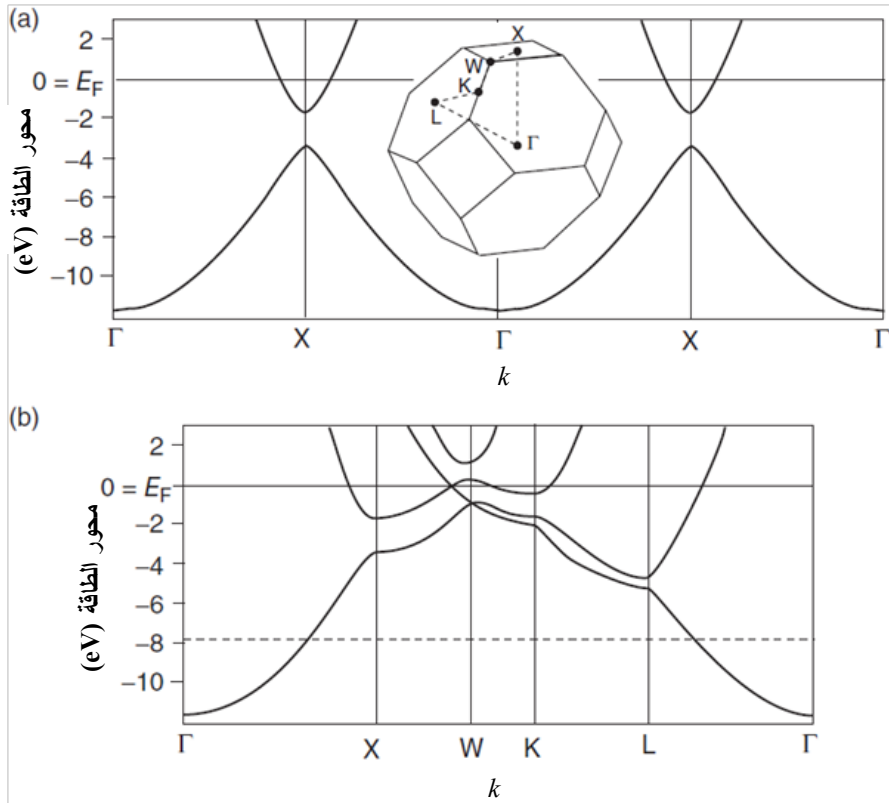 (a)
2
0 = E_F
−2
−4
−6
−8
−10
محور الطاقة (eV)
X
W
K
L
Γ
Γ X Γ X Γ
k
(b)
2
0 = E_F
−2
−4
−6
−8
−10
محور الطاقة (eV)
Γ X W K L Γ
k